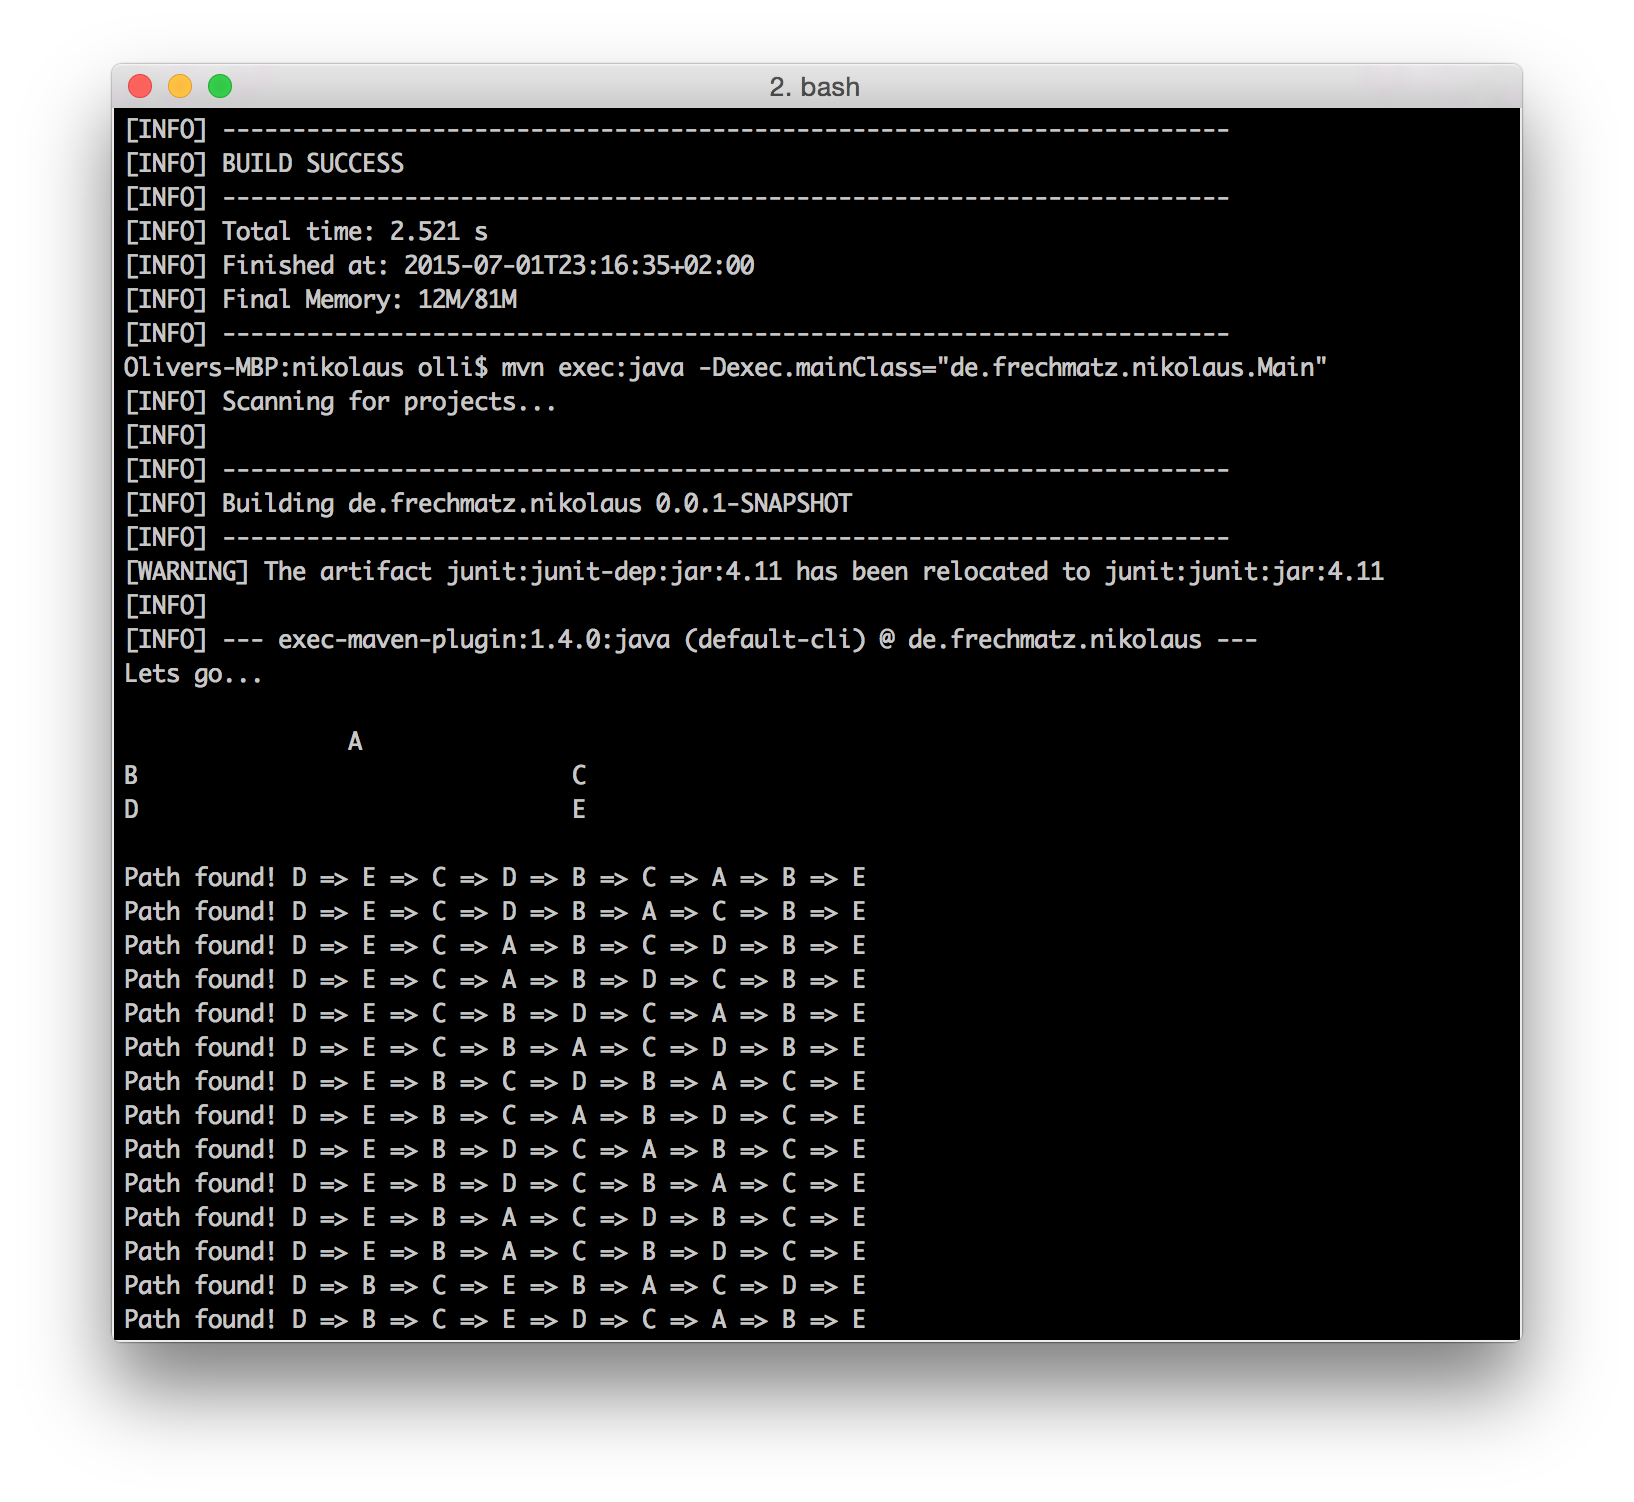 2. bash
[INFO] ------------------------------------------------------------------------
[INFO] BUILD SUCCESS
[INFO] ------------------------------------------------------------------------
[INFO] Total time: 2.521 s
[INFO] Finished at: 2015-07-01T23:16:35+02:00
[INFO] Final Memory: 12M/81M
[INFO] ------------------------------------------------------------------------
Olivers-MBP:nikolaus olli$ mvn exec:java -Dexec.mainClass="de.frechmatz.nikolaus.Main"
[INFO] Scanning for projects...
[INFO]
[INFO] ------------------------------------------------------------------------
[INFO] Building de.frechmatz.nikolaus 0.0.1-SNAPSHOT
[INFO] ------------------------------------------------------------------------
[WARNING] The artifact junit:junit-dep:jar:4.11 has been relocated to junit:junit:jar:4.11
[INFO]
[INFO] --- exec-maven-plugin:1.4.0:java (default-cli) @ de.frechmatz.nikolaus ---
Lets go...
                A
B                               C
D                               E
Path found! D => E => C => D => B => C => A => B => E
Path found! D => E => C => D => B => A => C => B => E
Path found! D => E => C => A => B => C => D => B => E
Path found! D => E => C => A => B => D => C => B => E
Path found! D => E => C => B => D => C => A => B => E
Path found! D => E => C => B => A => C => D => B => E
Path found! D => E => B => C => D => B => A => C => E
Path found! D => E => B => C => A => B => D => C => E
Path found! D => E => B => D => C => A => B => C => E
Path found! D => E => B => D => C => B => A => C => E
Path found! D => E => B => A => C => D => B => C => E
Path found! D => E => B => A => C => B => D => C => E
Path found! D => B => C => E => B => A => C => D => E
Path found! D => B => C => E => D => C => A => B => E